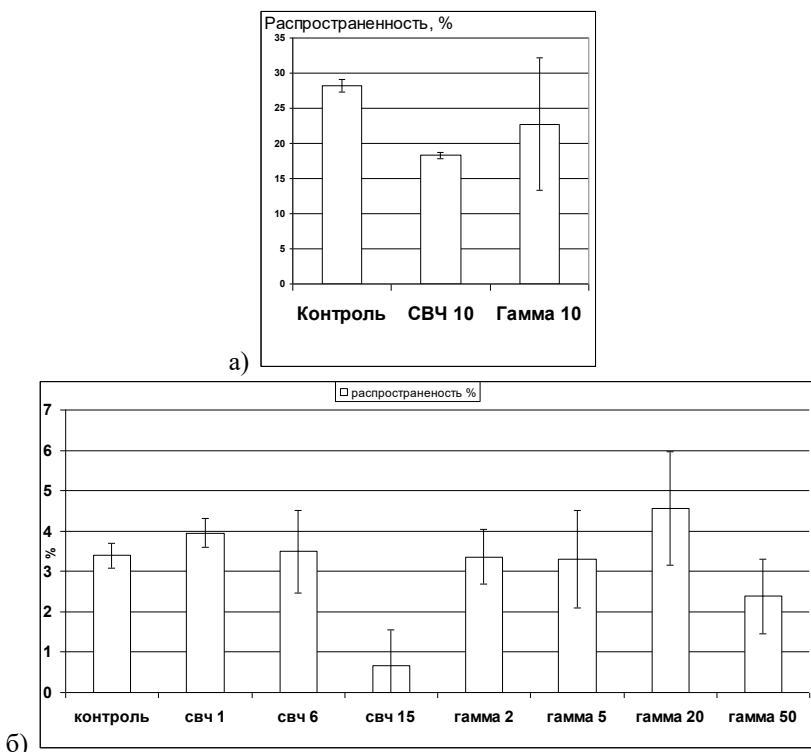 Распространенность, %
35
30
25
20
15
10
5
0
Контроль СВЧ 10 Гамма 10
а)
распространеность %
7
6
5
4
%
3
2
1
0
контроль свч 1 свч 6 свч 15 гамма 2 гамма 5 гамма 20 гамма 50
б)